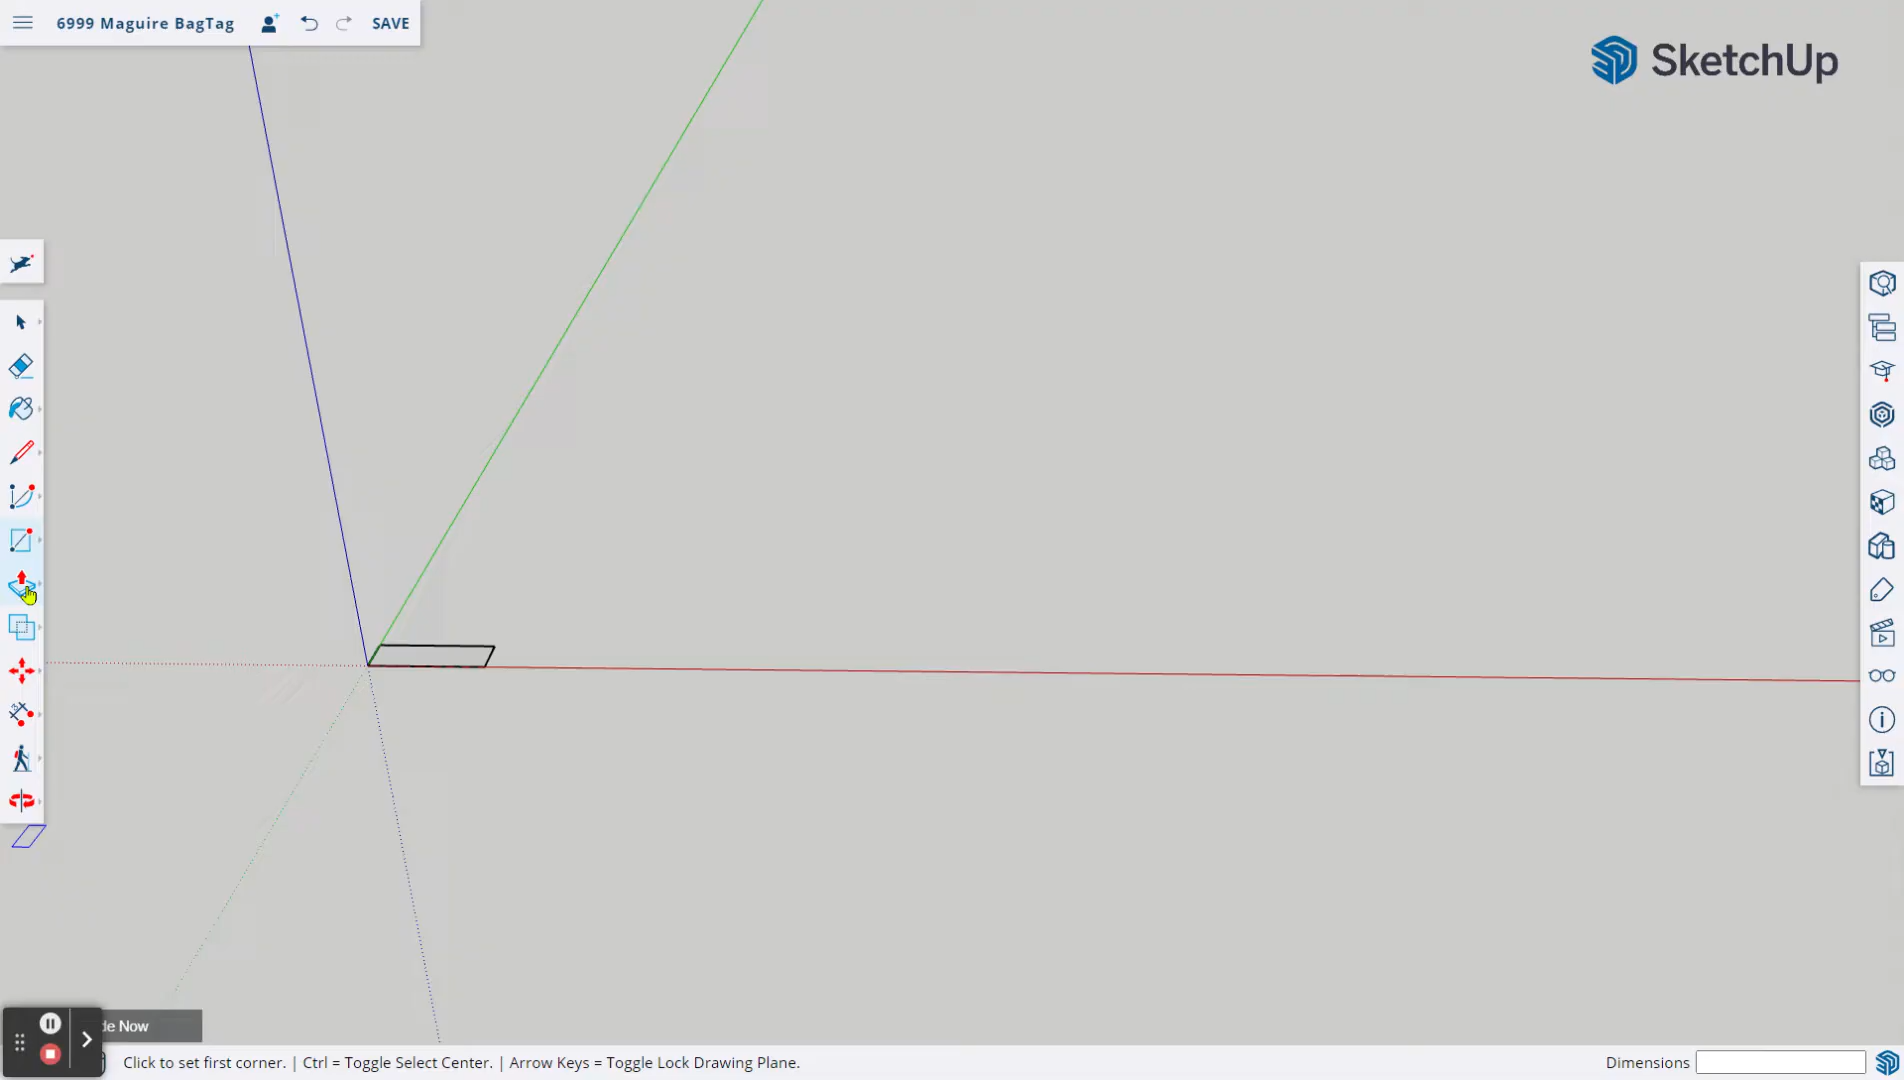 6999 Maguire BagTag
SAVE
SketchUp
de Now
Click to set first corner. | Ctrl = Toggle Select Center. | Arrow Keys = Toggle Lock Drawing Plane.
Dimensions